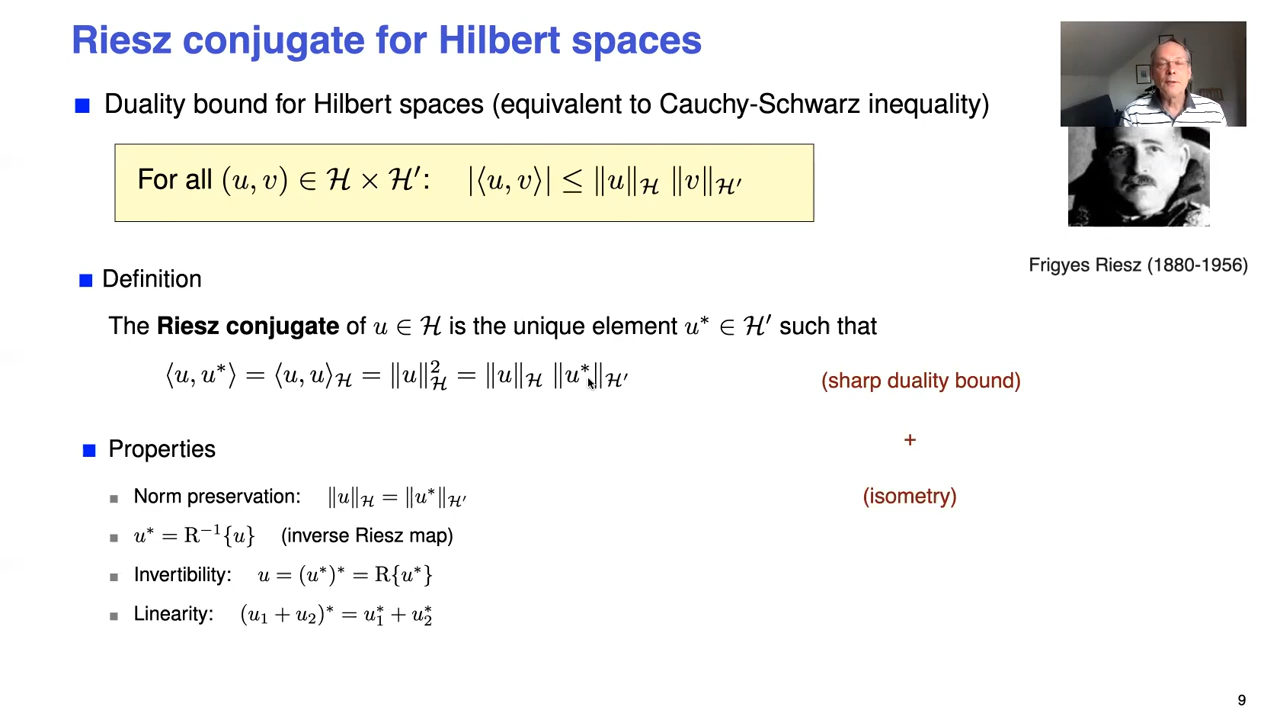 Riesz conjugate for Hilbert spaces
Duality bound for Hilbert spaces (equivalent to Cauchy-Schwarz inequality)
For all (u, v) ∈ ℋ × ℋ′: |⟨u, v⟩| ≤ ‖u‖_ℋ ‖v‖_ℋ′
Frigyes Riesz (1880-1956)
Definition
The Riesz conjugate of u ∈ ℋ is the unique element u* ∈ ℋ′ such that
⟨u, u*⟩ = ⟨u, u⟩_ℋ = ‖u‖²_ℋ = ‖u‖_ℋ ‖u*‖_ℋ′ (sharp duality bound)
+
Properties
Norm preservation: ‖u‖_ℋ = ‖u*‖_ℋ′ (isometry)
u* = R⁻¹{u} (inverse Riesz map)
Invertibility: u = (u*)* = R{u*}
Linearity: (u₁ + u₂)* = u₁* + u₂*
9